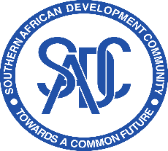 SOUTHERN AFRICAN DEVELOPMENT COMMUNITY
SADC
TOWARDS A COMMON FUTURE